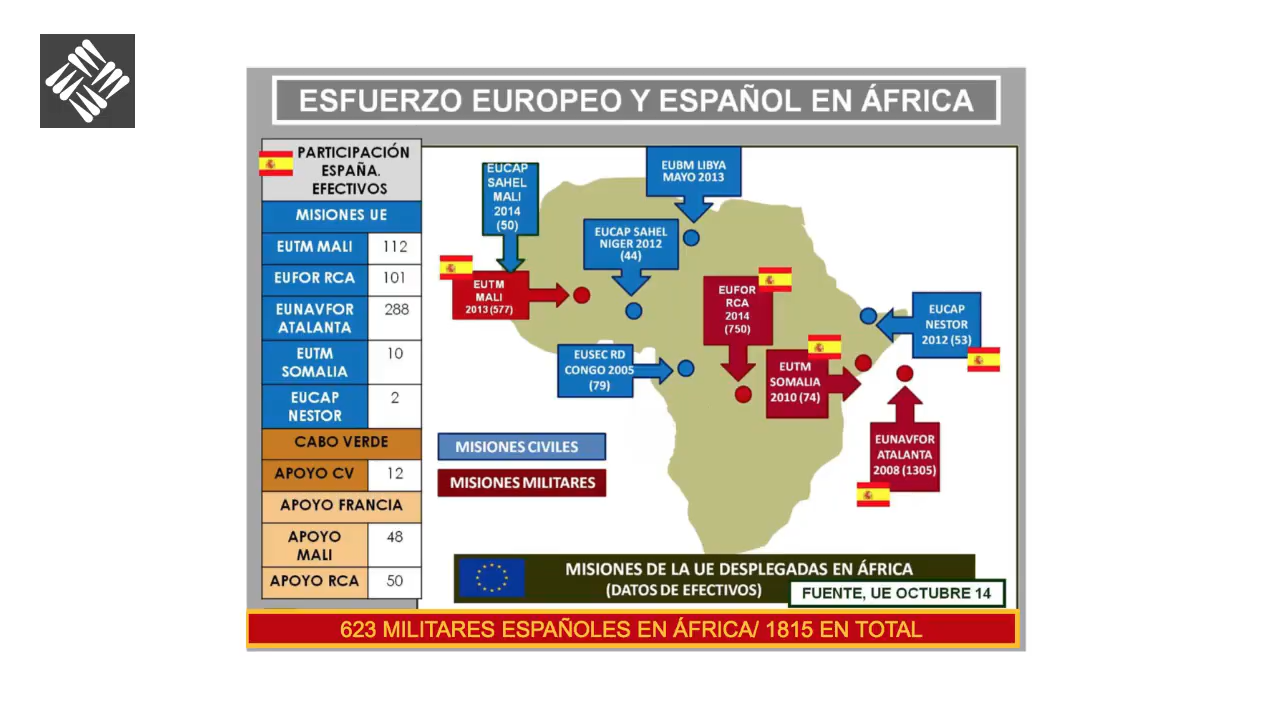 ESFUERZO EUROPEO Y ESPAÑOL EN ÁFRICA
PARTICIPACIÓN
ESPAÑA.
EFECTIVOS
MISIONES UE
EUTM MALI 112
EUFOR RCA 101
EUNAVFOR
ATALANTA 288
EUTM
SOMALIA 10
EUCAP
NESTOR 2
CABO VERDE
APOYO CV 12
APOYO FRANCIA
APOYO
MALI 48
APOYO RCA 50
EUCAP
SAHEL
MALI
2014
(50)
EUBM LIBYA
MAYO 2013
EUCAP SAHEL
NIGER 2012
(44)
EUTM
MALI
2013 (577)
EUFOR
RCA
2014
(750)
EUCAP
NESTOR
2012 (53)
EUSEC RD
CONGO 2005
(79)
EUTM
SOMALIA
2010 (74)
EUNAVFOR
ATALANTA
2008 (1305)
MISIONES CIVILES
MISIONES MILITARES
MISIONES DE LA UE DESPLEGADAS EN ÁFRICA
(DATOS DE EFECTIVOS)
FUENTE, UE OCTUBRE 14
623 MILITARES ESPAÑOLES EN ÁFRICA/ 1815 EN TOTAL